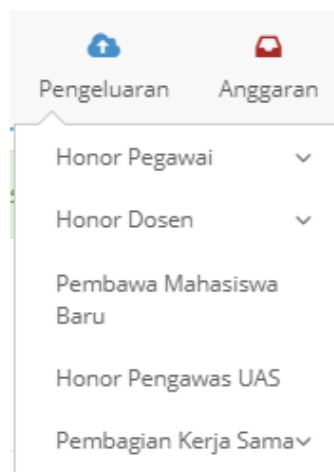 Pengeluaran Anggaran
Honor Pegawai
Honor Dosen
Pembawa Mahasiswa
Baru
Honor Pengawas UAS
Pembagian Kerja Sama